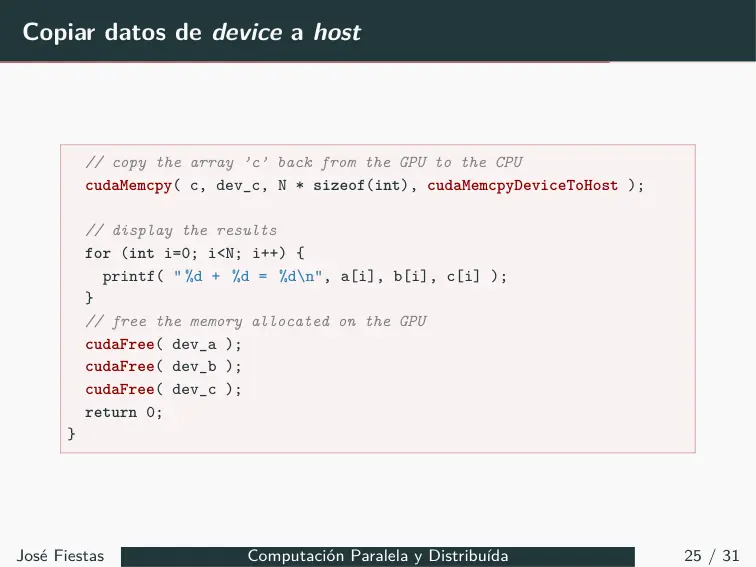 Copiar datos de device a host
// copy the array 'c' back from the GPU to the CPU
cudaMemcpy( c, dev_c, N * sizeof(int), cudaMemcpyDeviceToHost );
// display the results
for (int i=0; i<N; i++) {
printf( "%d + %d = %d\n", a[i], b[i], c[i] );
}
// free the memory allocated on the GPU
cudaFree( dev_a );
cudaFree( dev_b );
cudaFree( dev_c );
return 0;
}
José Fiestas
Computación Paralela y Distribuída
25 / 31